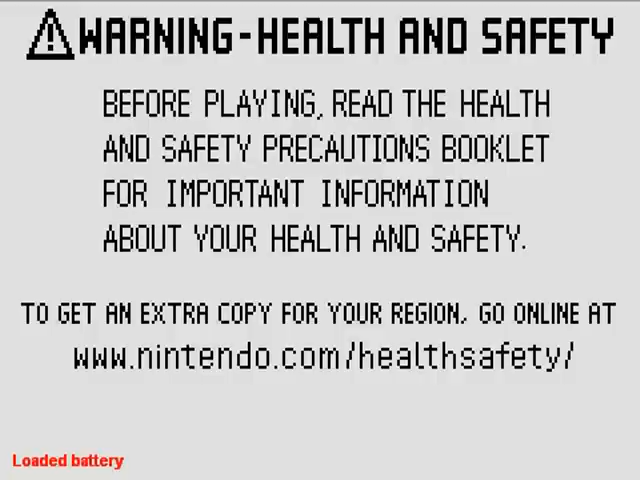 WARNING-HEALTH AND SAFETY
BEFORE PLAYING, READ THE HEALTH
AND SAFETY PRECAUTIONS BOOKLET
FOR IMPORTANT INFORMATION
ABOUT YOUR HEALTH AND SAFETY.
TO GET AN EXTRA COPY FOR YOUR REGION, GO ONLINE AT
www.nintendo.com/healthsafety/
Loaded battery